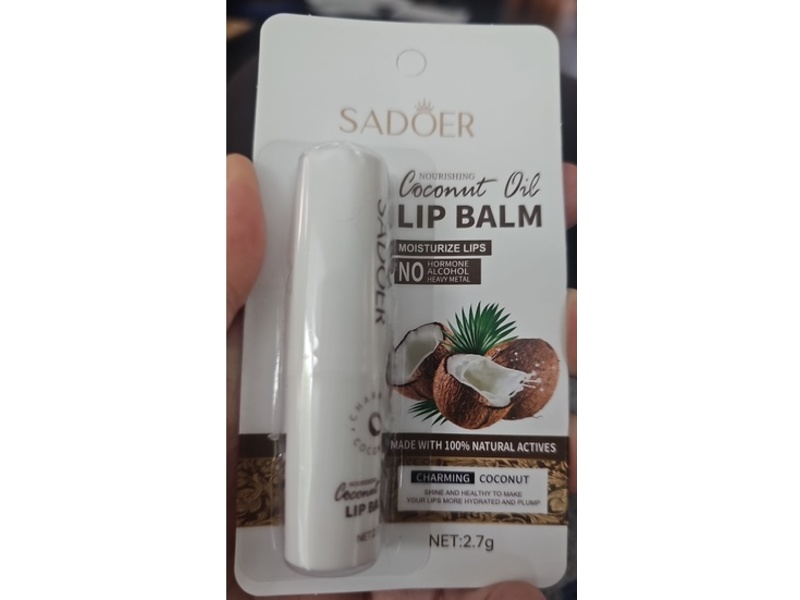 SADOER
NOURISHING
Coconut Oil
LIP BALM
MOISTURIZE LIPS
NO
HORMONE
ALCOHOL
HEAVY METAL
MADE WITH 100% NATURAL ACTIVES
CHARMING COCONUT
SHINE AND HEALTHY TO MAKE
YOUR LIPS MORE HYDRATED AND PLUMP
NET:2.7g
SADOER
NOURISHING
Coconut
LIP